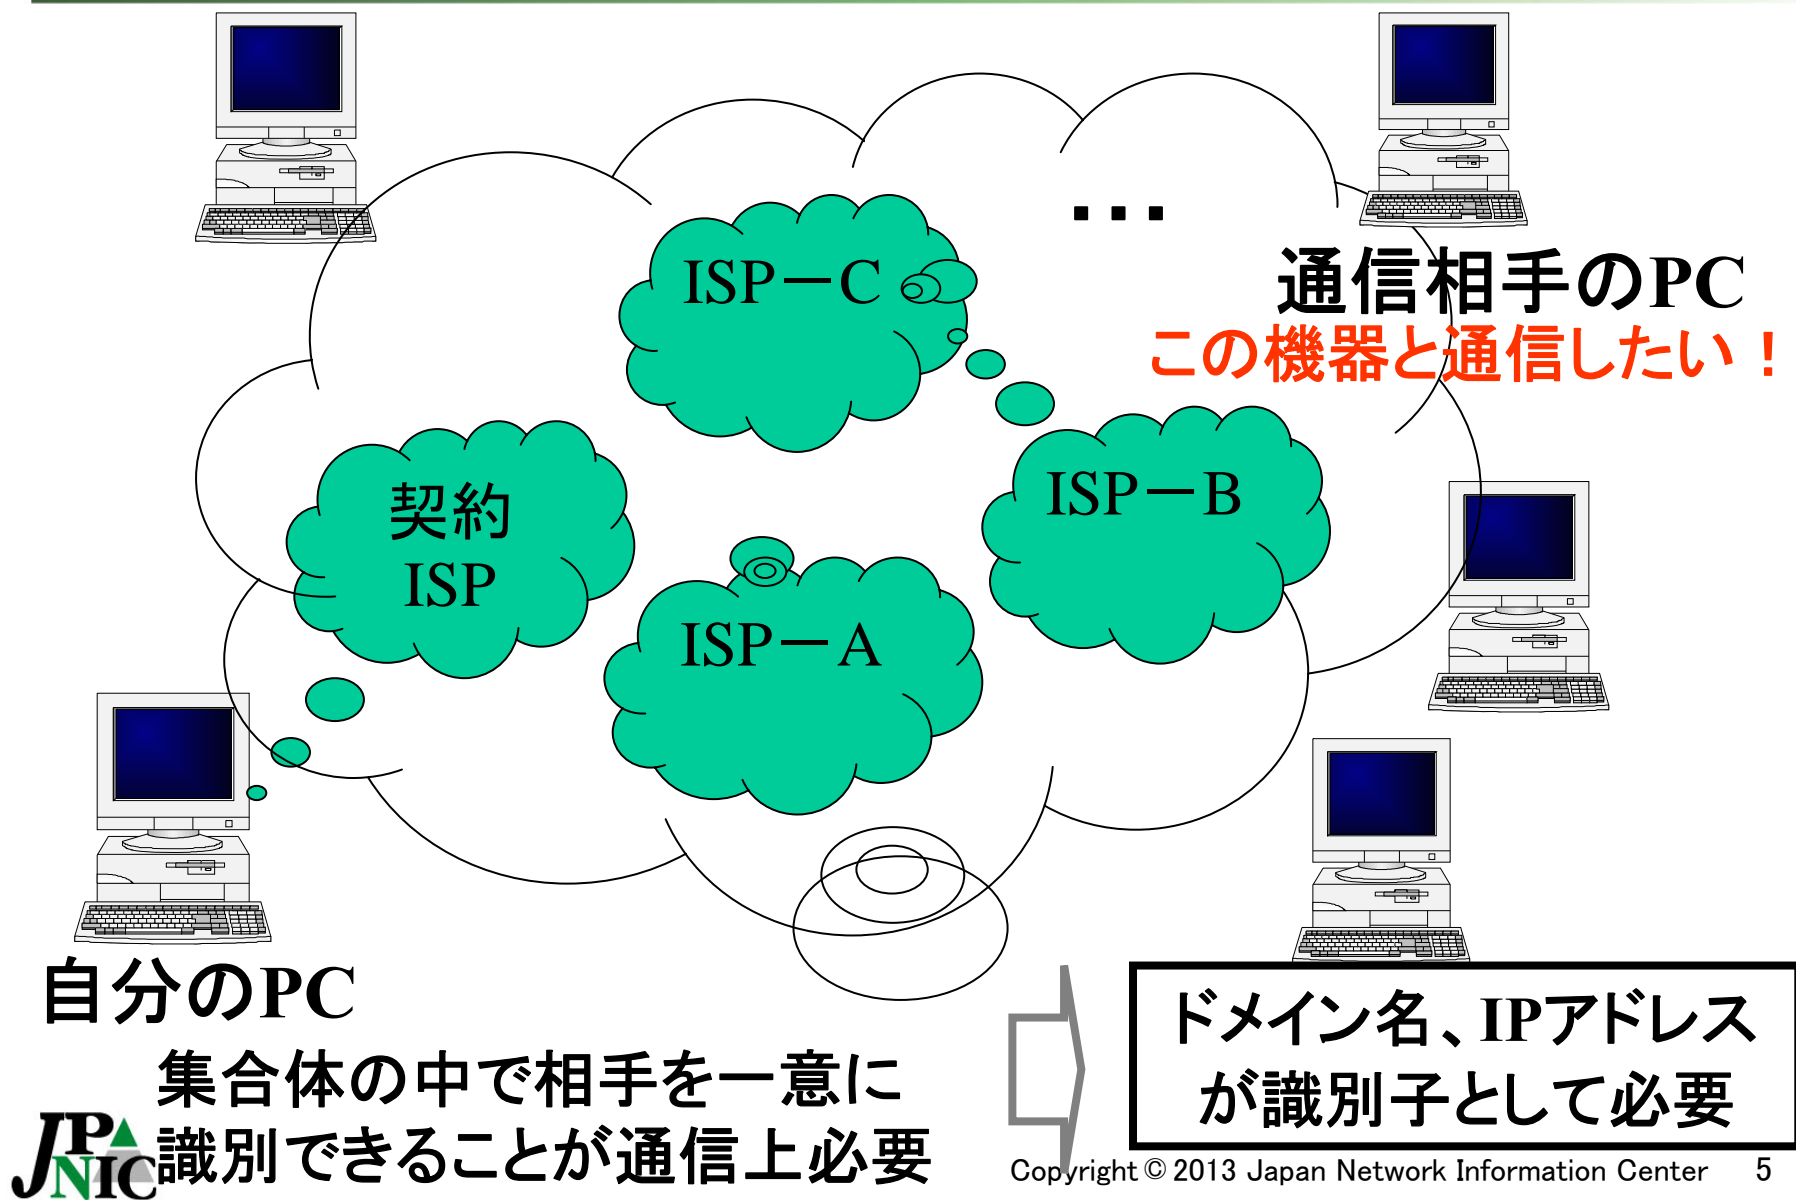 ・・・
ISP－C
通信相手のPC
この機器と通信したい！
契約
ISP
ISP－B
ISP－A
自分のPC
集合体の中で相手を一意に
識別できることが通信上必要
ドメイン名、IPアドレス
が識別子として必要
JPNIC
Copyright © 2013 Japan Network Information Center 5